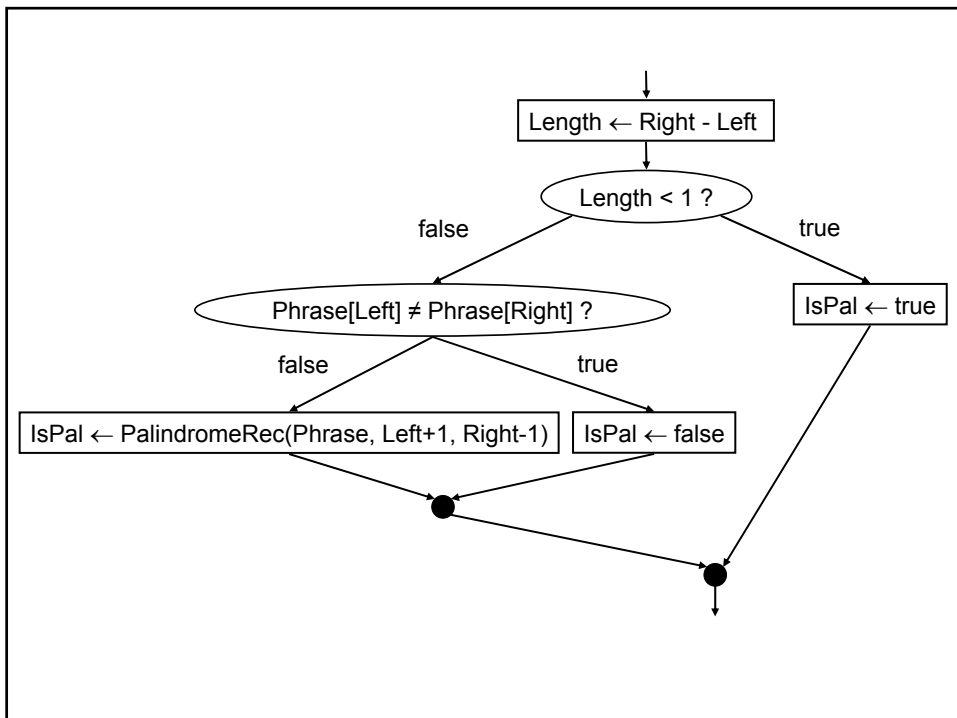 Length ← Right - Left
Length < 1 ?
false
true
Phrase[Left] ≠ Phrase[Right] ?
IsPal ← true
false
true
IsPal ← PalindromeRec(Phrase, Left+1, Right-1)
IsPal ← false